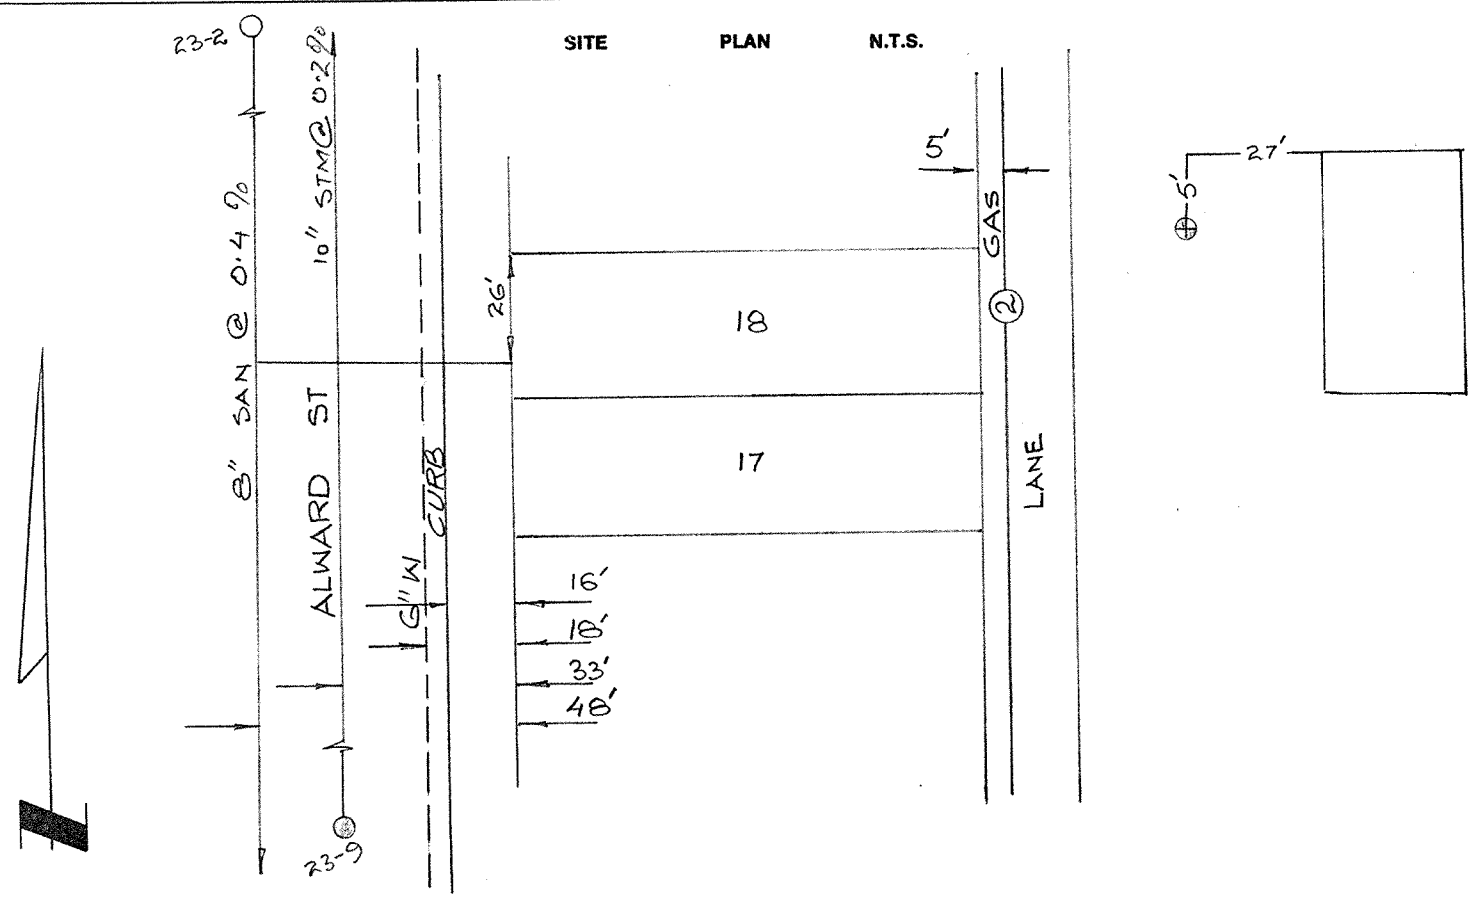 SITE PLAN N.T.S.
23-2
8" SAN @ 0.4 %
10" STM @ 0.2 %
ALWARD ST
6" W
CURB
26'
18
17
16'
18'
33'
48'
23-9
5'
GAS
2
LANE
27'
5'
N